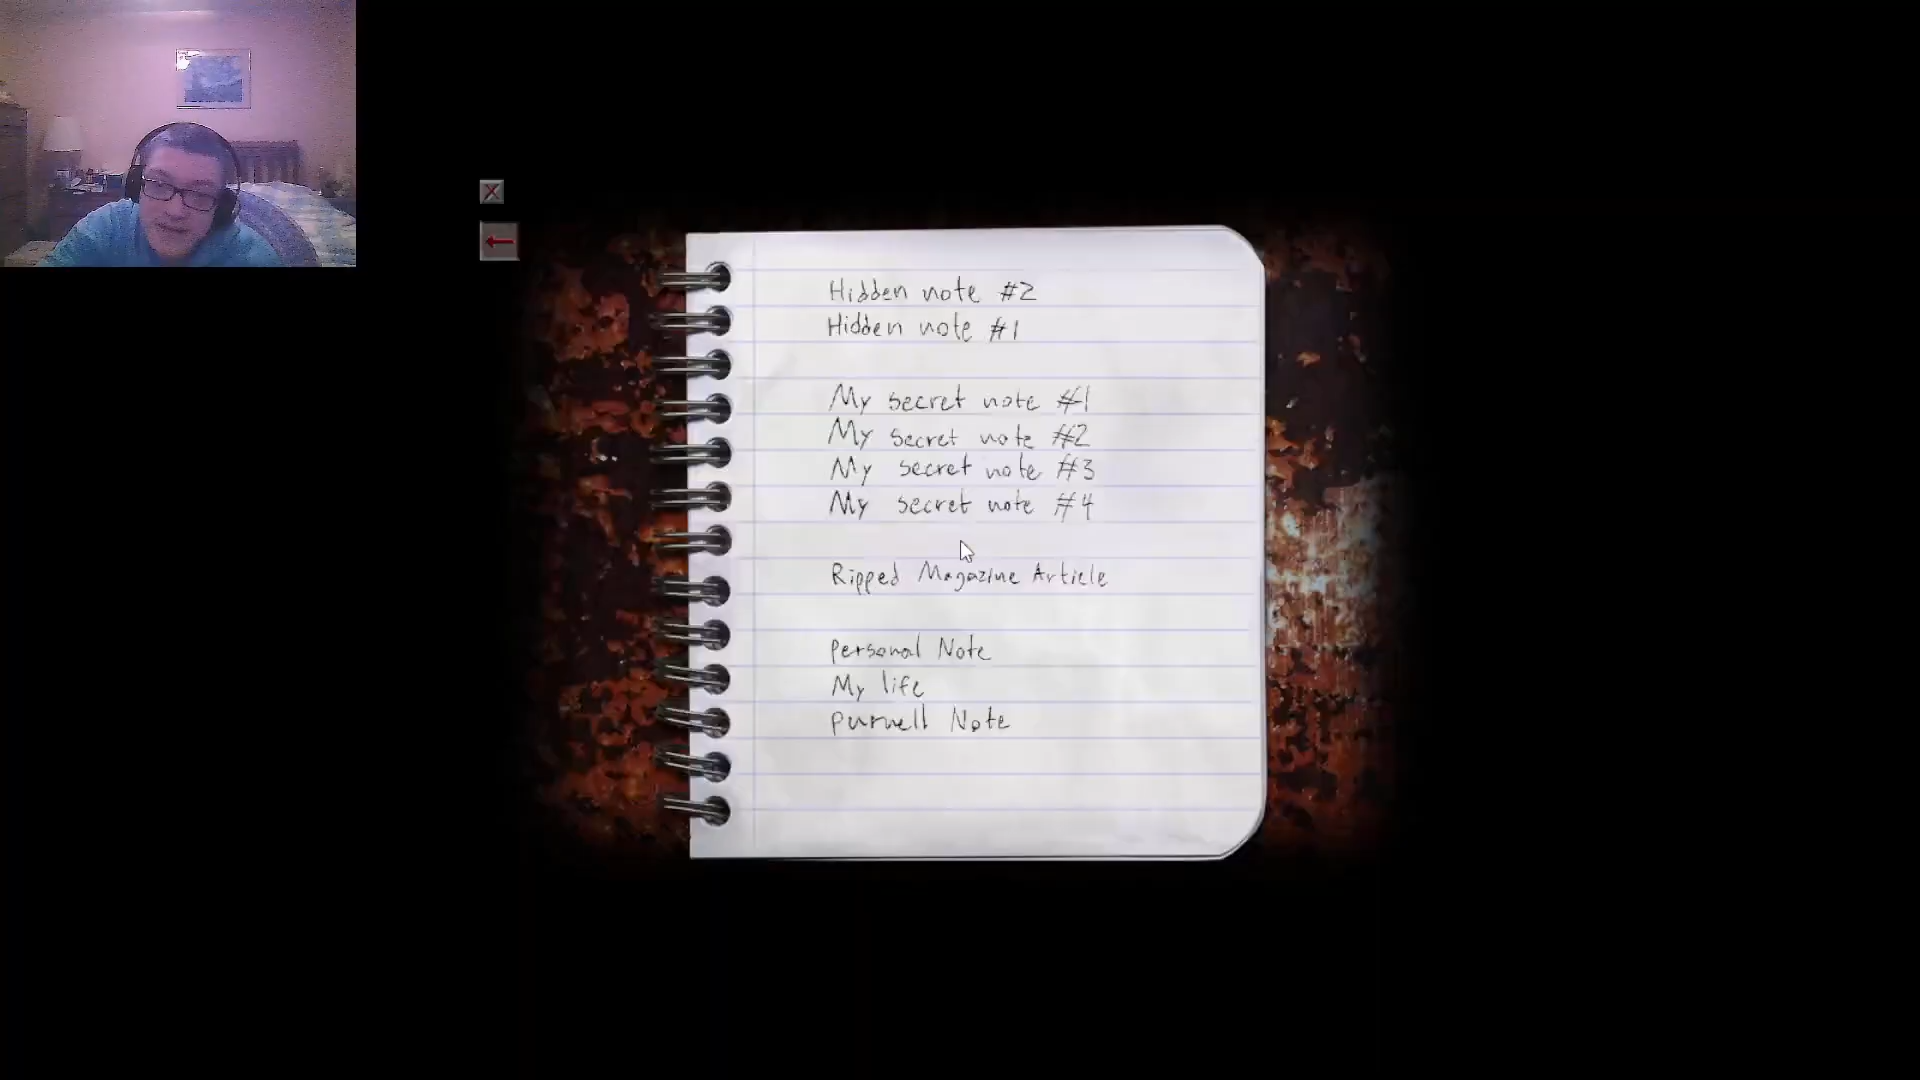 Hidden note #2
Hidden note #1
My secret note #1
My secret note #2
My secret note #3
My secret note #4
Ripped Magazine Article
Personal Note
My life
Purnell Note